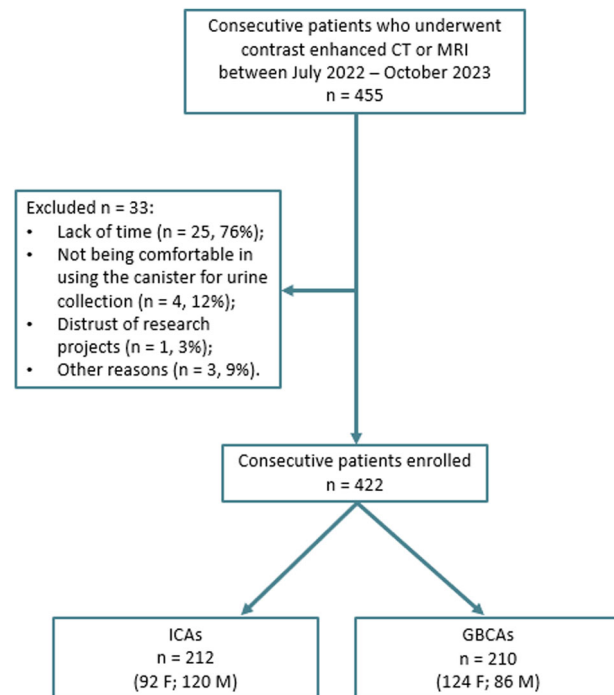 Consecutive patients who underwent
contrast enhanced CT or MRI
between July 2022 – October 2023
n = 455
Excluded n = 33:
• Lack of time (n = 25, 76%);
• Not being comfortable in
using the canister for urine
collection (n = 4, 12%);
• Distrust of research
projects (n = 1, 3%);
• Other reasons (n = 3, 9%).
Consecutive patients enrolled
n = 422
ICAs
n = 212
(92 F; 120 M)
GBCAs
n = 210
(124 F; 86 M)